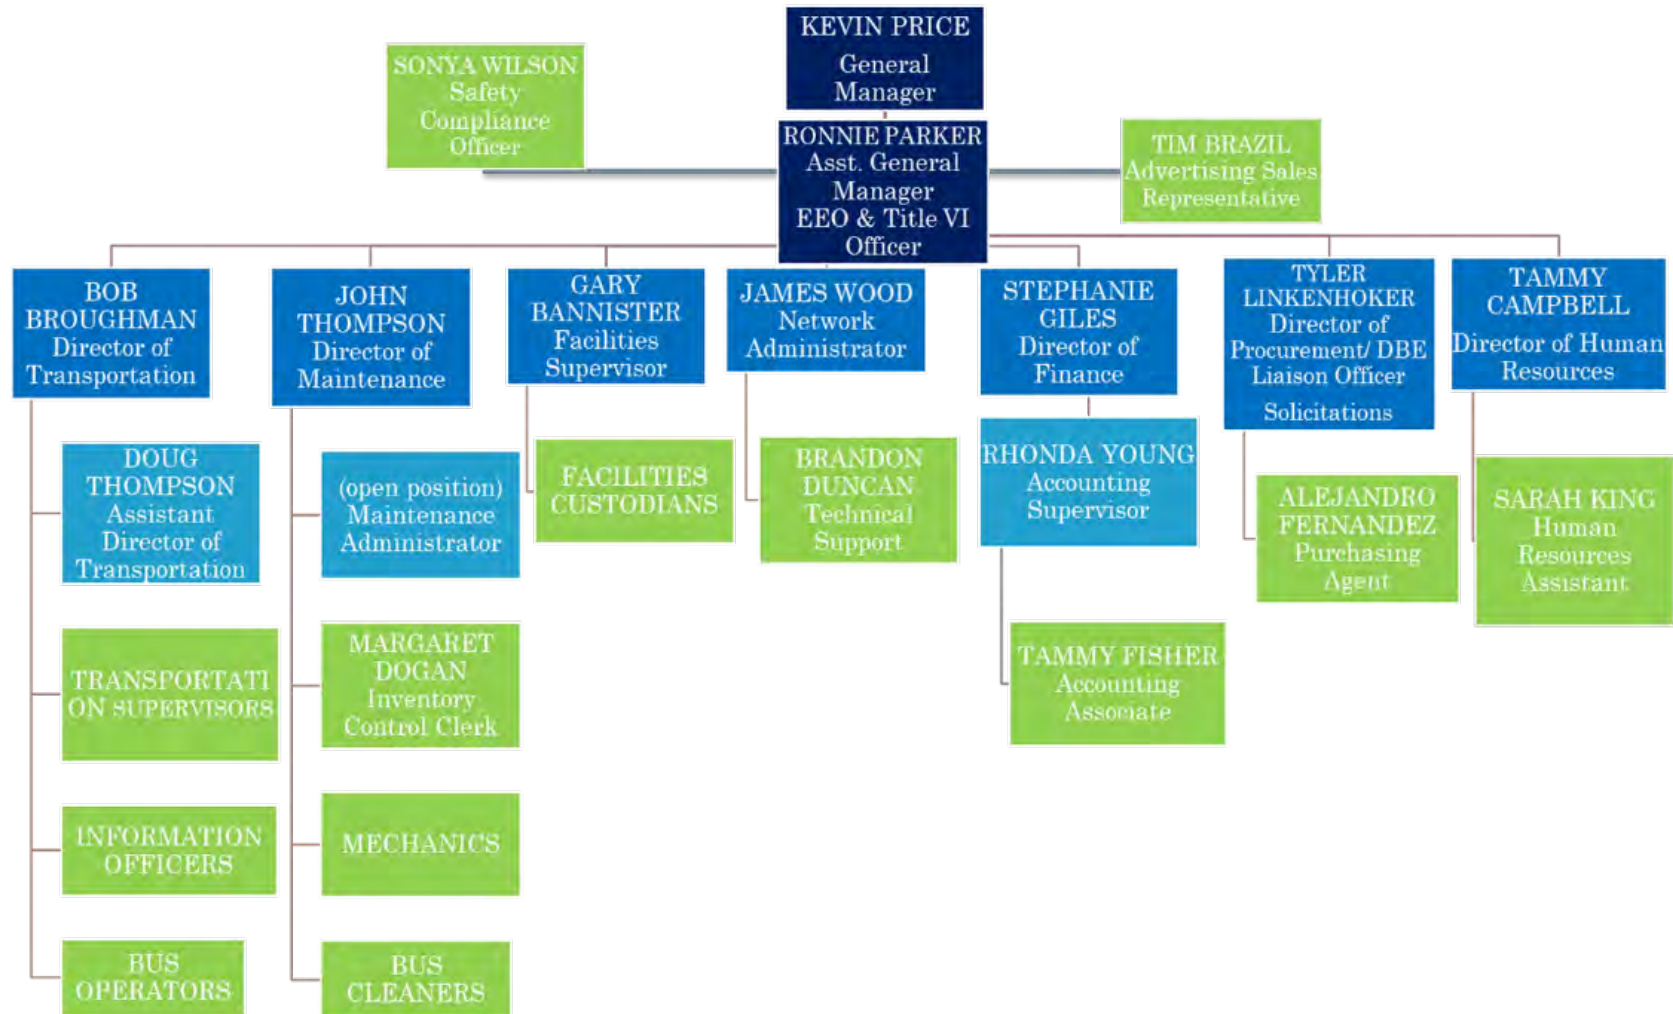 KEVIN PRICE
General
Manager
SONYA WILSON
Safety
Compliance
Officer
RONNIE PARKER
Asst. General
Manager
EEO & Title VI
Officer
TIM BRAZIL
Advertising Sales
Representative
BOB
BROUGHMAN
Director of
Transportation
JOHN
THOMPSON
Director of
Maintenance
GARY
BANNISTER
Facilities
Supervisor
JAMES WOOD
Network
Administrator
STEPHANIE
GILES
Director of
Finance
TYLER
LINKENHOKER
Director of
Procurement/ DBE
Liaison Officer
Solicitations
TAMMY
CAMPBELL
Director of Human
Resources
DOUG
THOMPSON
Assistant
Director of
Transportation
(open position)
Maintenance
Administrator
FACILITIES
CUSTODIANS
BRANDON
DUNCAN
Technical
Support
RHONDA YOUNG
Accounting
Supervisor
ALEJANDRO
FERNANDEZ
Purchasing
Agent
SARAH KING
Human
Resources
Assistant
TRANSPORTATI
ON SUPERVISORS
MARGARET
DOGAN
Inventory
Control Clerk
TAMMY FISHER
Accounting
Associate
INFORMATION
OFFICERS
MECHANICS
BUS
OPERATORS
BUS
CLEANERS